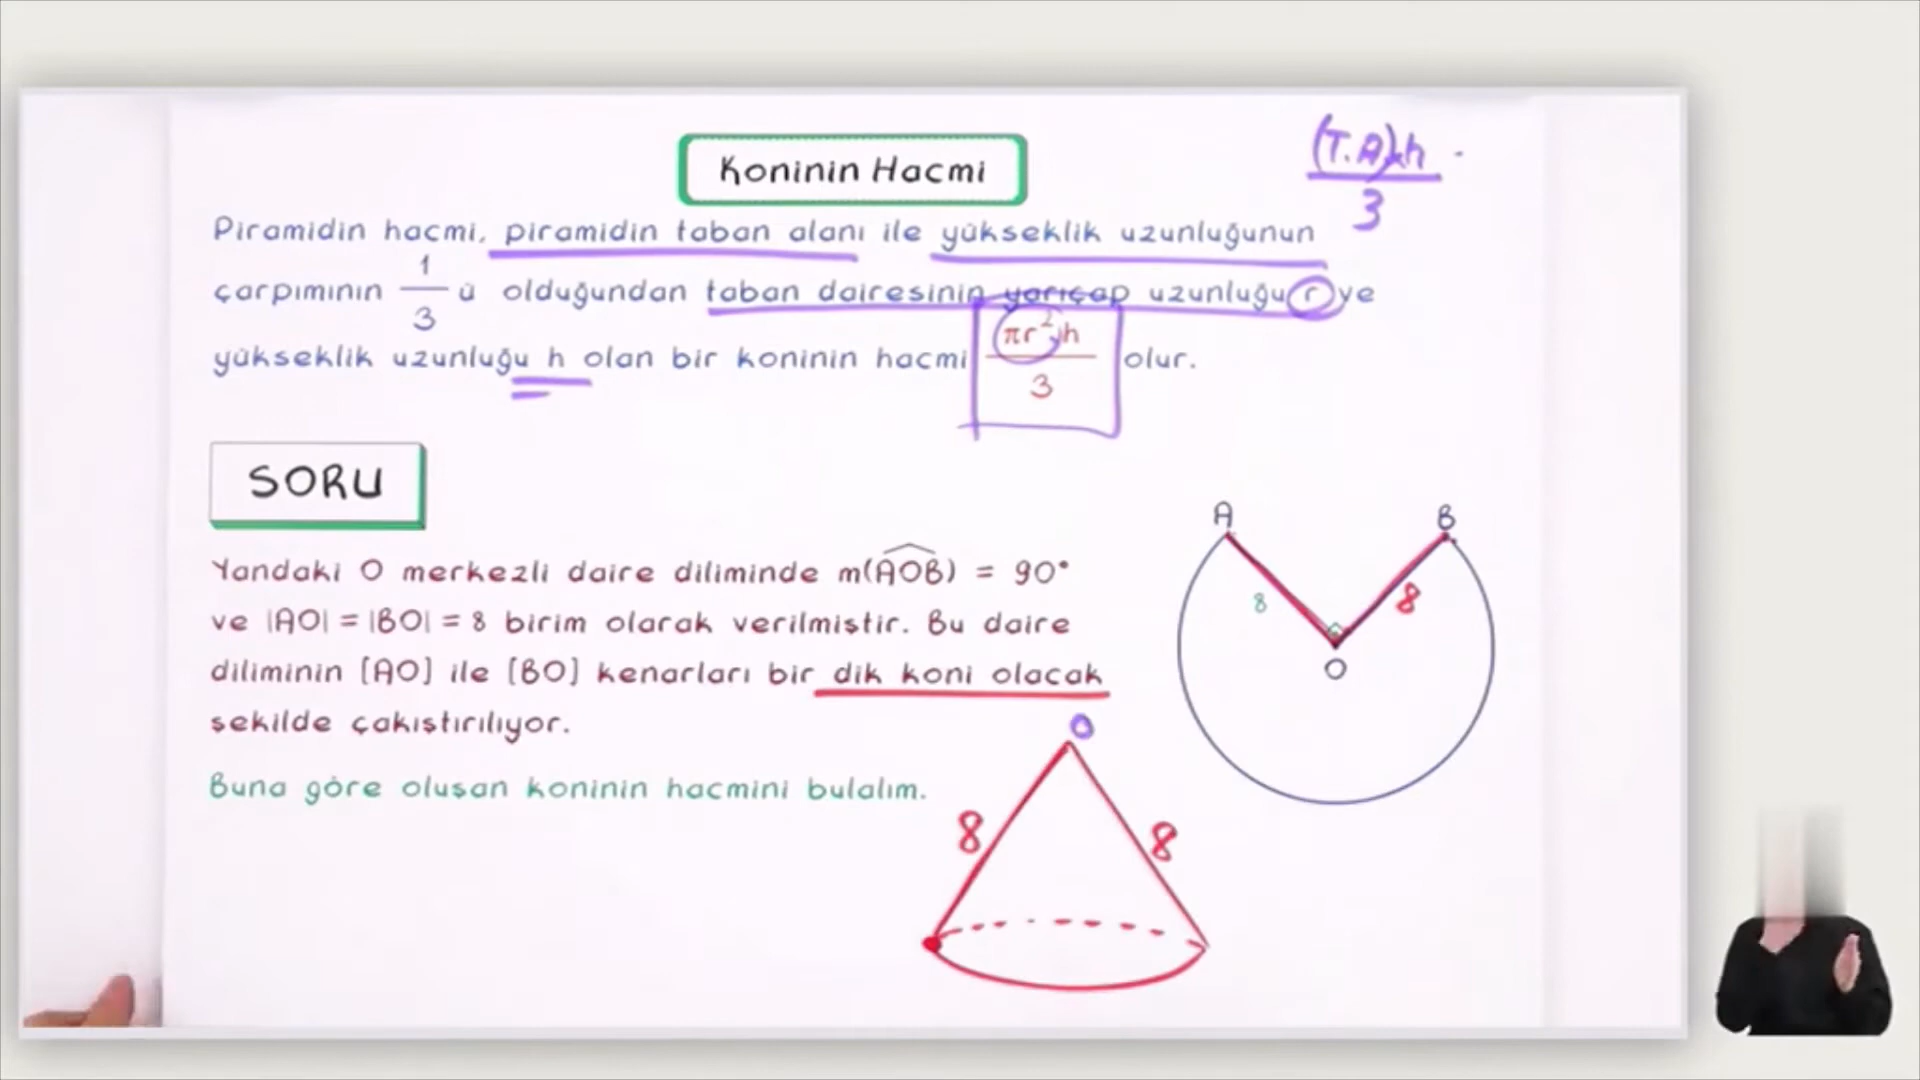 Koninin Hacmi
(T.A)xh
3
Piramidin hacmi, piramidin taban alanı ile yükseklik uzunluğunun
çarpımının 1/3 ü olduğundan taban dairesinin yarıçap uzunluğu r ve
yükseklik uzunluğu h olan bir koninin hacmi πr²h/3 olur.
SORU
Yandaki O merkezli daire diliminde m(AOB) = 90°
ve |AO| = |BO| = 8 birim olarak verilmiştir. Bu daire
diliminin [AO] ile [BO] kenarları bir dik koni olacak
şekilde çakıştırılıyor.
Buna göre oluşan koninin hacmini bulalım.
A
B
8
8
O
O
8
8